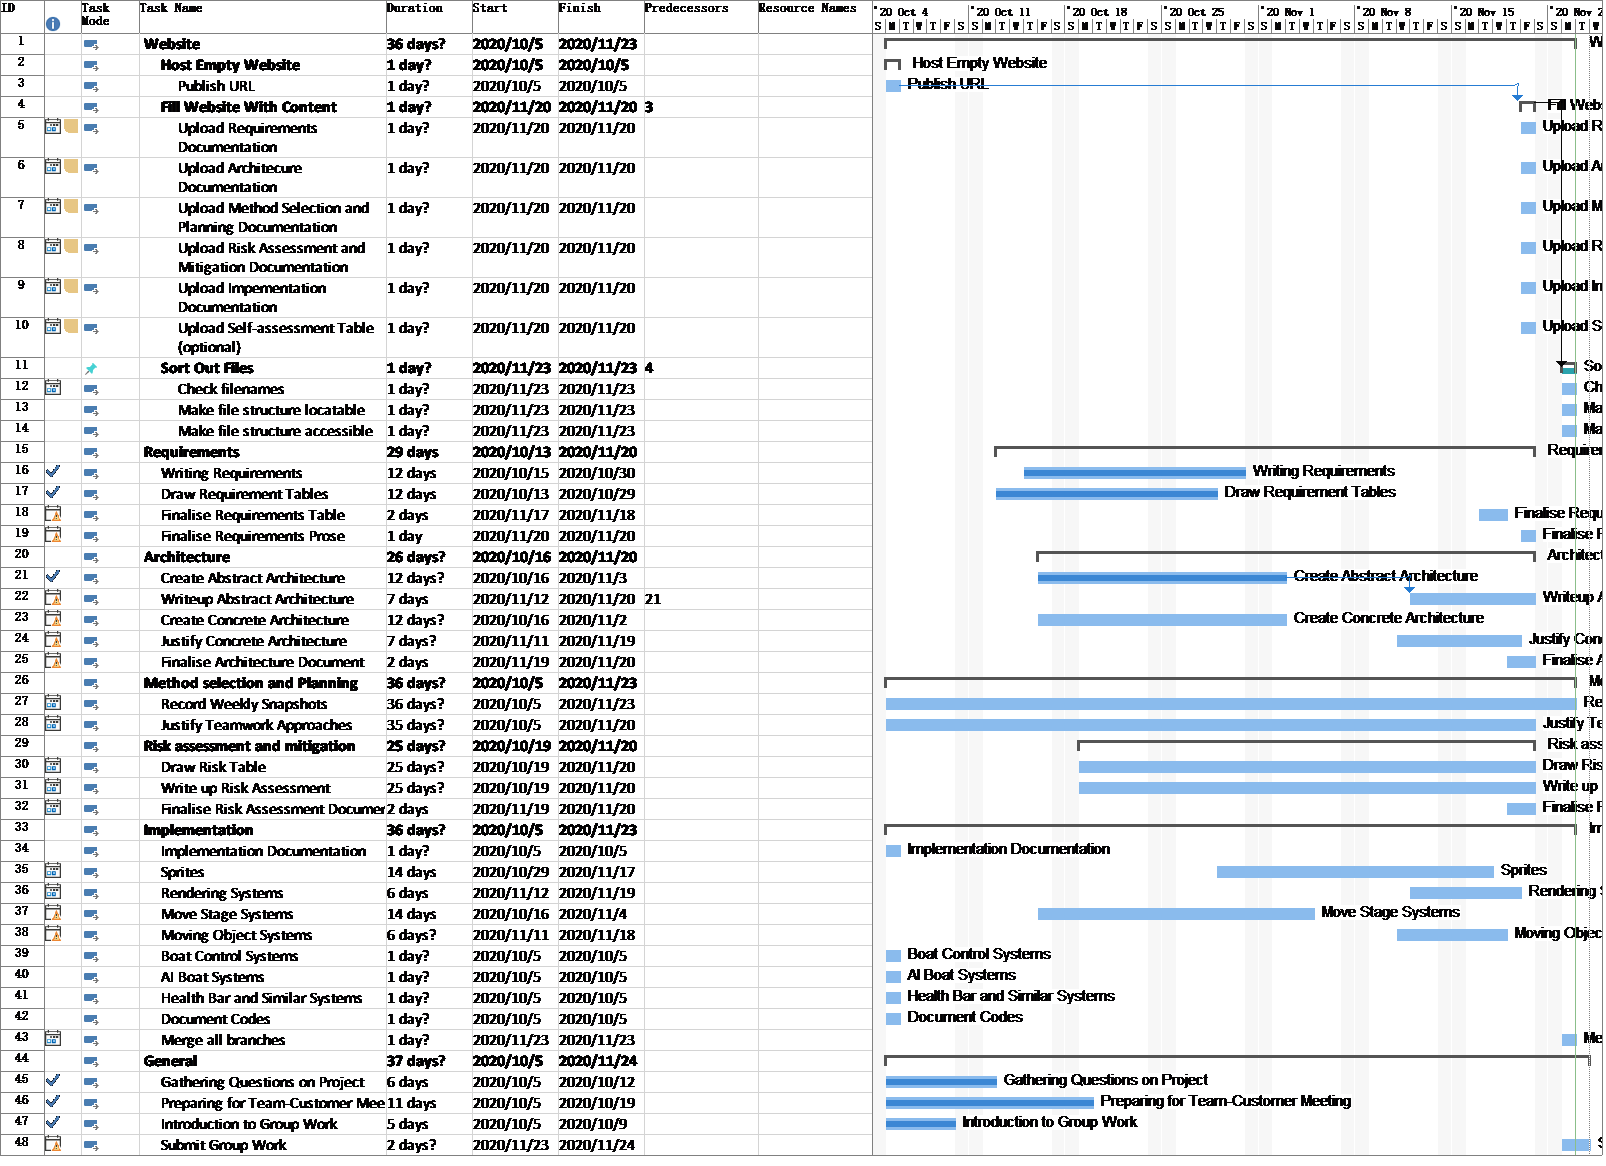 ID Task Mode Task Name Duration Start Finish Predecessors Resource Names '20 Oct 4 '20 Oct 11 '20 Oct 18 '20 Oct 25 '20 Nov 1 '20 Nov 8 '20 Nov 15 '20 Nov 2
S M T W T F S S M T W T F S S M T W T F S S M T W T F S S M T W T F S S M T W T F S S M T W T F S S M
1 Website 36 days? 2020/10/5 2020/11/23
2 Host Empty Website 1 day? 2020/10/5 2020/10/5 Host Empty Website
3 Publish URL 1 day? 2020/10/5 2020/10/5 Publish URL
4 Fill Website With Content 1 day? 2020/11/20 2020/11/20 3 Fill Webs
5 Upload Requirements Documentation 1 day? 2020/11/20 2020/11/20 Upload R
6 Upload Architecure Documentation 1 day? 2020/11/20 2020/11/20 Upload A
7 Upload Method Selection and Planning Documentation 1 day? 2020/11/20 2020/11/20 Upload M
8 Upload Risk Assessment and Mitigation Documentation 1 day? 2020/11/20 2020/11/20 Upload R
9 Upload Impementation Documentation 1 day? 2020/11/20 2020/11/20 Upload Im
10 Upload Self-assessment Table (optional) 1 day? 2020/11/20 2020/11/20 Upload S
11 Sort Out Files 1 day? 2020/11/23 2020/11/23 4 So
12 Check filenames 1 day? 2020/11/23 2020/11/23 Ch
13 Make file structure locatable 1 day? 2020/11/23 2020/11/23 Ma
14 Make file structure accessible 1 day? 2020/11/23 2020/11/23 Ma
15 Requirements 29 days 2020/10/13 2020/11/20 Requirem
16 Writing Requirements 12 days 2020/10/15 2020/10/30 Writing Requirements
17 Draw Requirement Tables 12 days 2020/10/13 2020/10/29 Draw Requirement Tables
18 Finalise Requirements Table 2 days 2020/11/17 2020/11/18 Finalise Requ
19 Finalise Requirements Prose 1 day 2020/11/20 2020/11/20 Finalise R
20 Architecture 26 days? 2020/10/16 2020/11/20 Architect
21 Create Abstract Architecture 12 days? 2020/10/16 2020/11/3 Create Abstract Architecture
22 Writeup Abstract Architecture 7 days 2020/11/12 2020/11/20 21 Writeup A
23 Create Concrete Architecture 12 days? 2020/10/16 2020/11/2 Create Concrete Architecture
24 Justify Concrete Architecture 7 days? 2020/11/11 2020/11/19 Justify Con
25 Finalise Architecture Document 2 days 2020/11/19 2020/11/20 Finalise A
26 Method selection and Planning 36 days? 2020/10/5 2020/11/23 Me
27 Record Weekly Snapshots 36 days? 2020/10/5 2020/11/23 Re
28 Justify Teamwork Approaches 35 days? 2020/10/5 2020/11/20 Justify Te
29 Risk assessment and mitigation 25 days? 2020/10/19 2020/11/20 Risk ass
30 Draw Risk Table 25 days? 2020/10/19 2020/11/20 Draw Ris
31 Write up Risk Assessment 25 days? 2020/10/19 2020/11/20 Write up
32 Finalise Risk Assessment Documen 2 days 2020/11/19 2020/11/20 Finalise R
33 Implementation 36 days? 2020/10/5 2020/11/23 Im
34 Implementation Documentation 1 day? 2020/10/5 2020/10/5 Implementation Documentation
35 Sprites 14 days 2020/10/29 2020/11/17 Sprites
36 Rendering Systems 6 days 2020/11/12 2020/11/19 Rendering S
37 Move Stage Systems 14 days 2020/10/16 2020/11/4 Move Stage Systems
38 Moving Object Systems 6 days? 2020/11/11 2020/11/18 Moving Objec
39 Boat Control Systems 1 day? 2020/10/5 2020/10/5 Boat Control Systems
40 AI Boat Systems 1 day? 2020/10/5 2020/10/5 AI Boat Systems
41 Health Bar and Similar Systems 1 day? 2020/10/5 2020/10/5 Health Bar and Similar Systems
42 Document Codes 1 day? 2020/10/5 2020/10/5 Document Codes
43 Merge all branches 1 day? 2020/11/23 2020/11/23 Me
44 General 37 days? 2020/10/5 2020/11/24
45 Gathering Questions on Project 6 days 2020/10/5 2020/10/12 Gathering Questions on Project
46 Preparing for Team-Customer Mee 11 days 2020/10/5 2020/10/19 Preparing for Team-Customer Meeting
47 Introduction to Group Work 5 days 2020/10/5 2020/10/9 Introduction to Group Work
48 Submit Group Work 2 days? 2020/11/23 2020/11/24 S